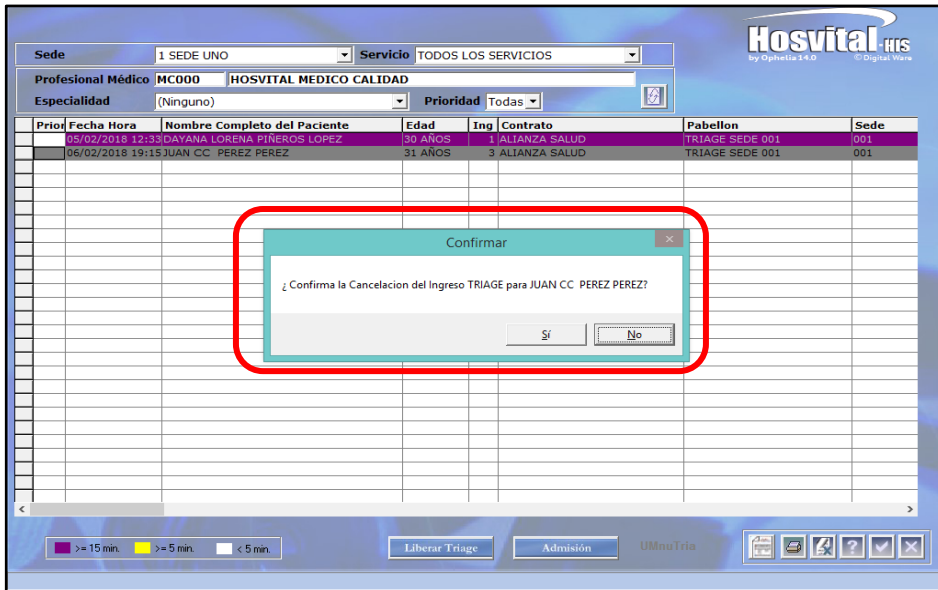 Hosvital-HIS
by Ophelia 14.0 © Digital Ware
Sede 1 SEDE UNO Servicio TODOS LOS SERVICIOS
Profesional Médico MC000 HOSVITAL MEDICO CALIDAD
Especialidad (Ninguno) Prioridad Todas
Prior Fecha Hora Nombre Completo del Paciente Edad Ing Contrato Pabellon Sede
05/02/2018 12:33 DAYANA LORENA PIÑEROS LOPEZ 30 AÑOS 1 ALIANZA SALUD TRIAGE SEDE 001 001
06/02/2018 19:15 JUAN CC PEREZ PEREZ 31 AÑOS 3 ALIANZA SALUD TRIAGE SEDE 001 001
Confirmar
¿ Confirma la Cancelacion del Ingreso TRIAGE para JUAN CC PEREZ PEREZ?
Sí No
>= 15 min. >= 5 min. < 5 min. Liberar Triage Admisión UMnuTria